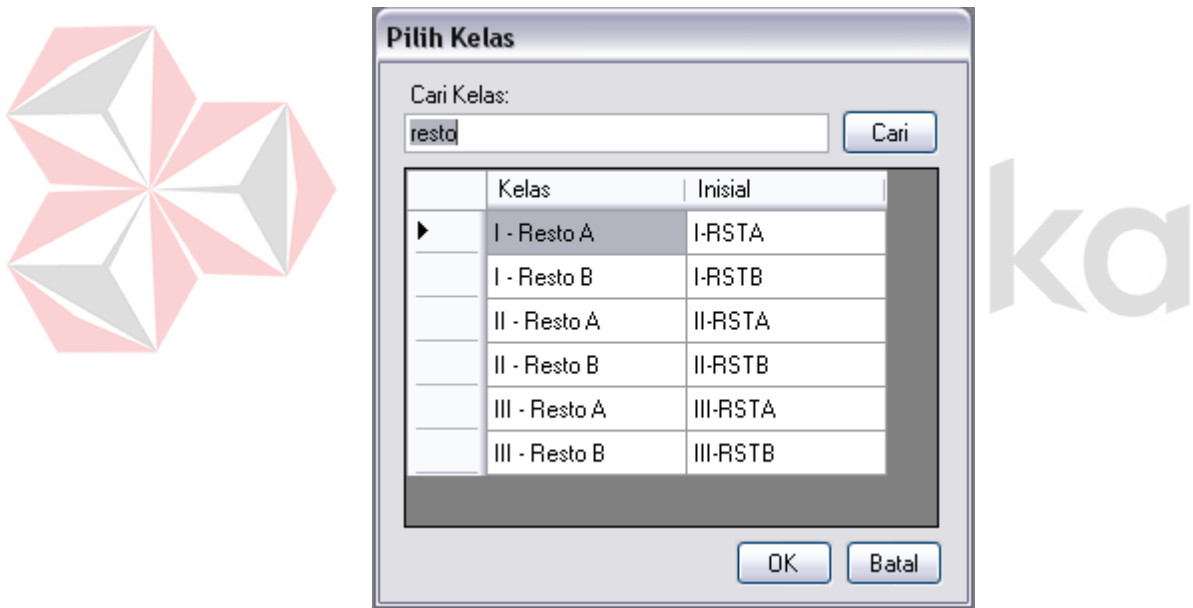 Pilih Kelas
Cari Kelas:
resto Cari
Kelas Inisial
I - Resto A I-RSTA
I - Resto B I-RSTB
II - Resto A II-RSTA
II - Resto B II-RSTB
III - Resto A III-RSTA
III - Resto B III-RSTB
OK Batal
ka